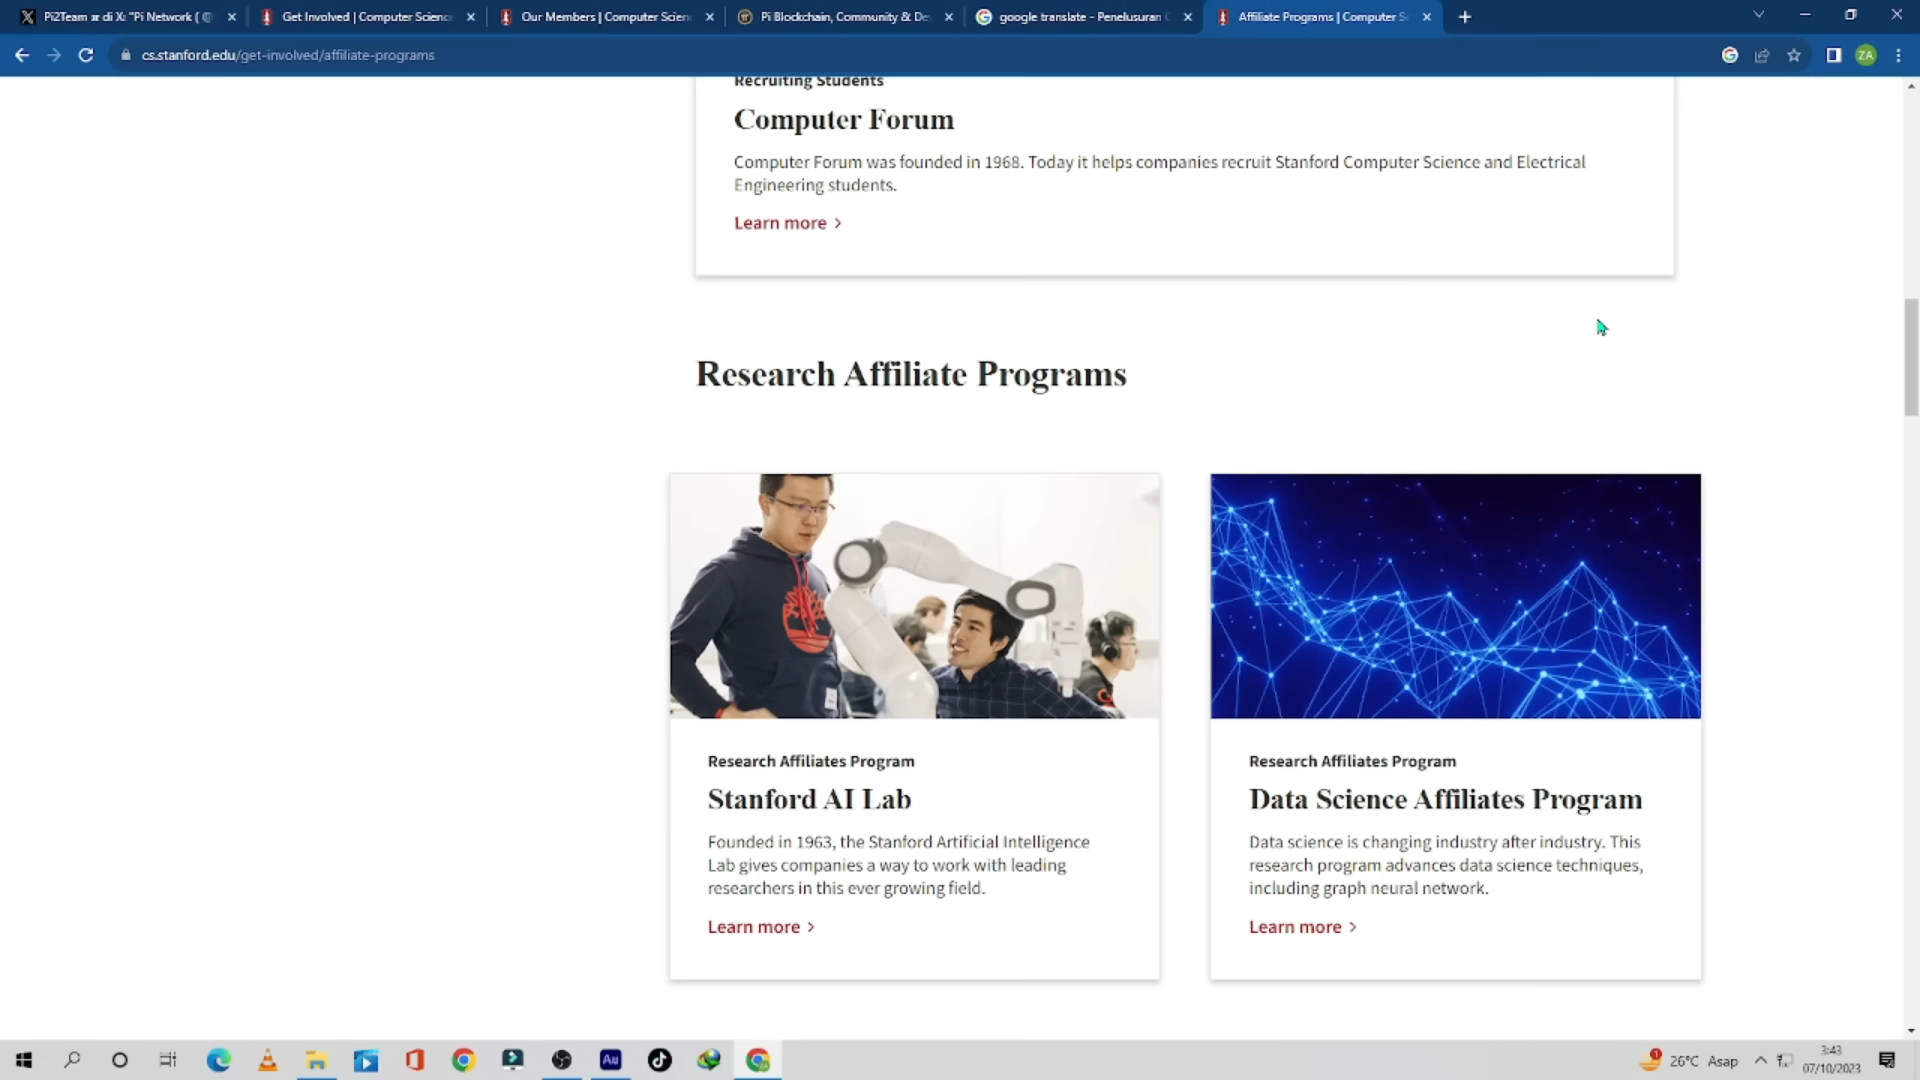 Pi2Team π di X: "Pi Network (
Get Involved | Computer Science
Our Members | Computer Scien
Pi Blockchain, Community & De
google translate - Penelusuran
Affiliate Programs | Computer S
cs.stanford.edu/get-involved/affiliate-programs
ZA
Recruiting Students
Computer Forum
Computer Forum was founded in 1968. Today it helps companies recruit Stanford Computer Science and Electrical
Engineering students.
Learn more >
Research Affiliate Programs
Research Affiliates Program
Stanford AI Lab
Founded in 1963, the Stanford Artificial Intelligence
Lab gives companies a way to work with leading
researchers in this ever growing field.
Learn more >
Research Affiliates Program
Data Science Affiliates Program
Data science is changing industry after industry. This
research program advances data science techniques,
including graph neural network.
Learn more >
Au
26°C Asap
3:43
07/10/2023